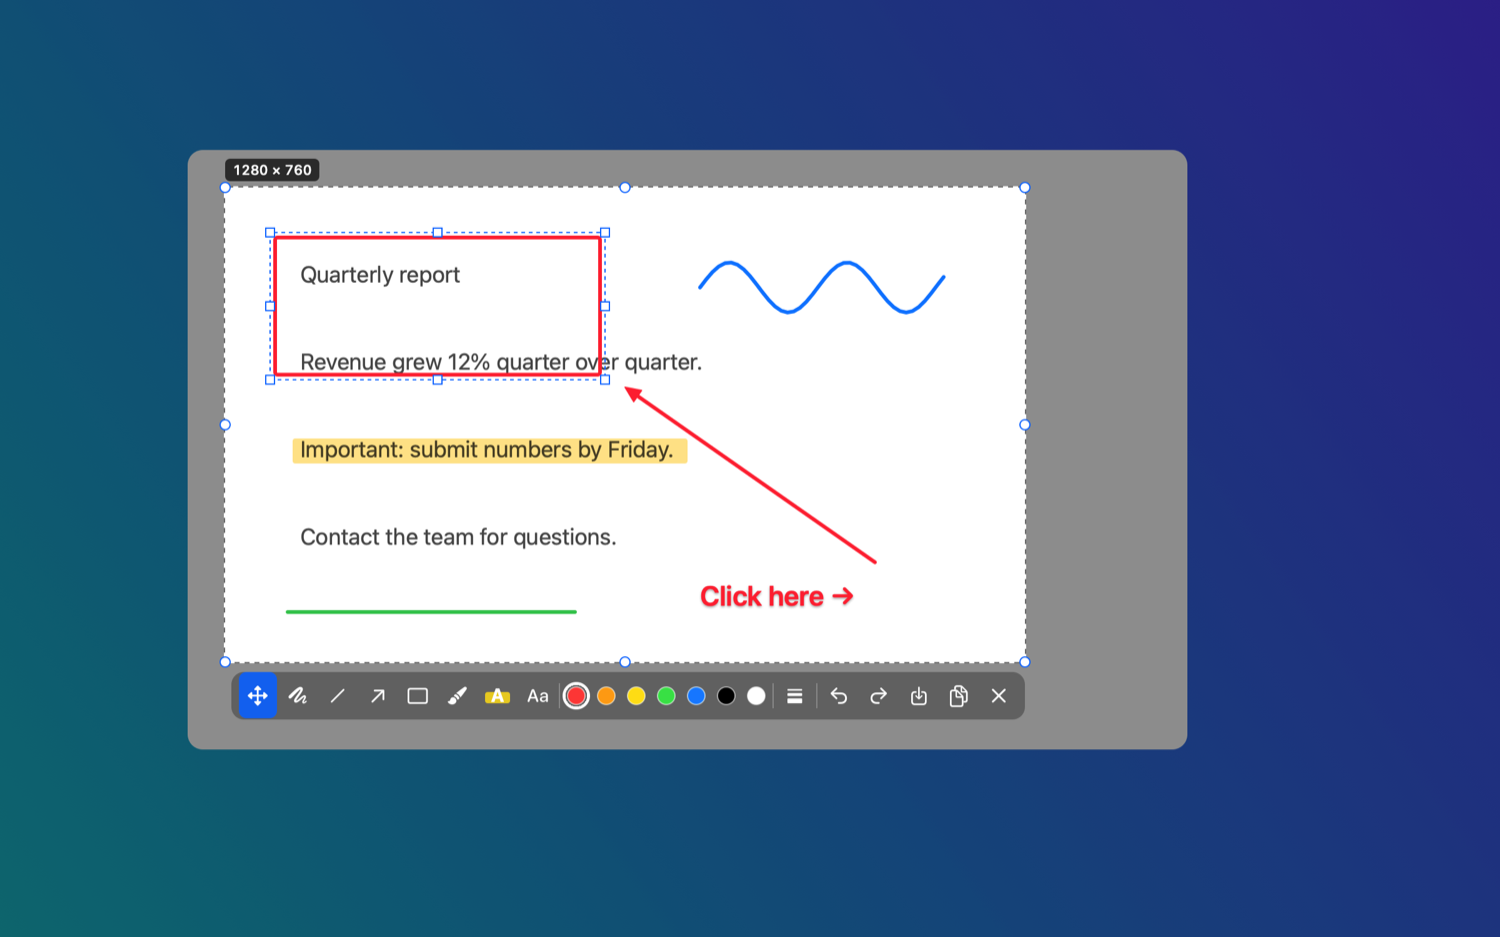 1280 × 760
Quarterly report
Revenue grew 12% quarter over quarter.
Important: submit numbers by Friday.
Contact the team for questions.
Click here →
A
Aa